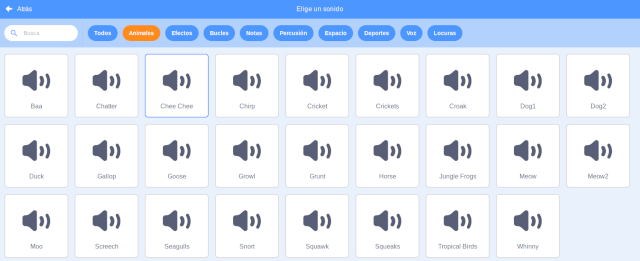 Atrás
Elige un sonido
Busca
Todos
Animales
Efectos
Bucles
Notas
Percusión
Espacio
Deportes
Voz
Locuras
Baa
Chatter
Chee Chee
Chirp
Cricket
Crickets
Croak
Dog1
Dog2
Duck
Gallop
Goose
Growl
Grunt
Horse
Jungle Frogs
Meow
Meow2
Moo
Screech
Seagulls
Snort
Squawk
Squeaks
Tropical Birds
Whinny